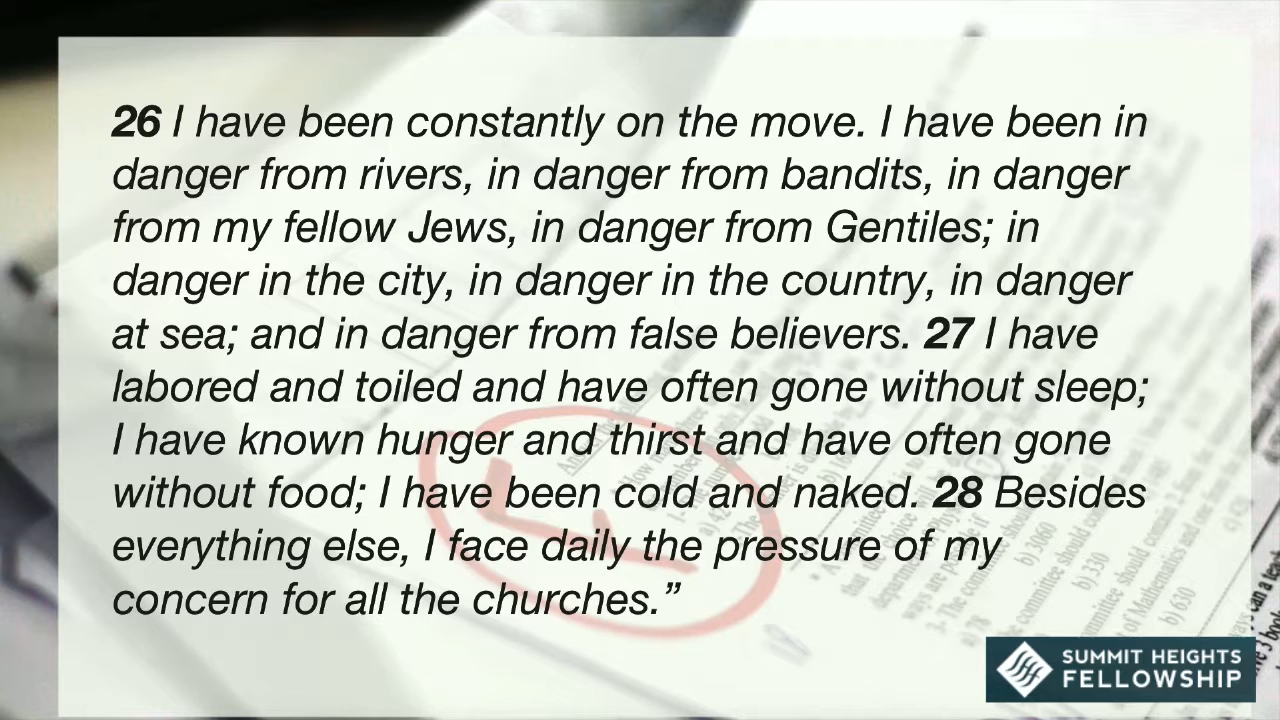 26 I have been constantly on the move. I have been in
danger from rivers, in danger from bandits, in danger
from my fellow Jews, in danger from Gentiles; in
danger in the city, in danger in the country, in danger
at sea; and in danger from false believers. 27 I have
labored and toiled and have often gone without sleep;
I have known hunger and thirst and have often gone
without food; I have been cold and naked. 28 Besides
everything else, I face daily the pressure of my
concern for all the churches.”
SUMMIT HEIGHTS
FELLOWSHIP
b) 3060
b) 330
b) 630